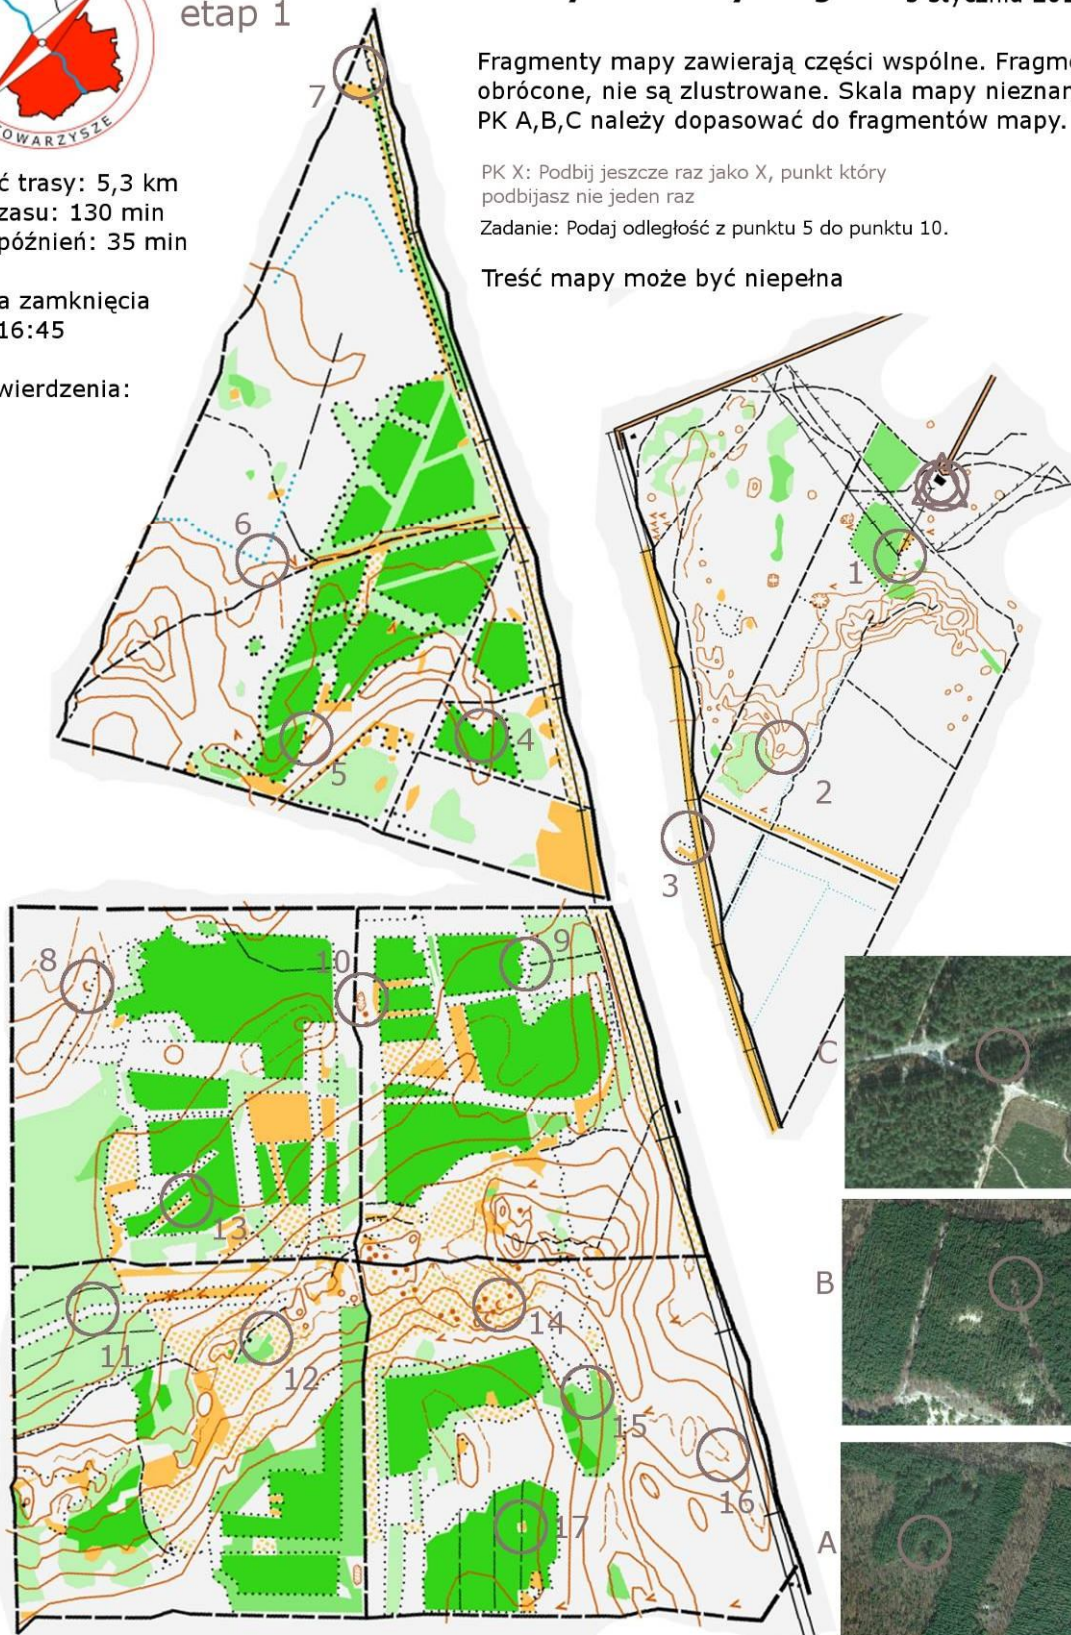 etap 1
OWARZYSZE
ć trasy: 5,3 km
zasu: 130 min
późnień: 35 min
a zamknięcia
16:45
wierdzenia:
Fragmenty mapy zawierają części wspólne. Fragme
obrócone, nie są zlustrowane. Skala mapy nieznan
PK A,B,C należy dopasować do fragmentów mapy.
PK X: Podbij jeszcze raz jako X, punkt który
podbijasz nie jeden raz
Zadanie: Podaj odległość z punktu 5 do punktu 10.
Treść mapy może być niepełna
7
6
5
4
1
2
3
8
10
9
13
11
12
14
15
16
17
C
B
A